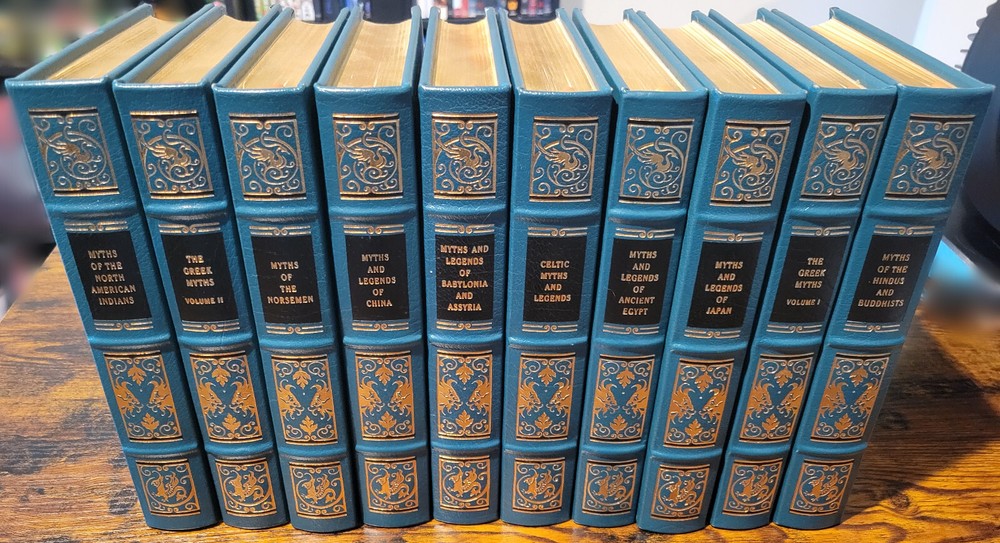 MYTHS
OF THE
NORTH
AMERICAN
INDIANS
THE
GREEK
MYTHS
VOLUME II
MYTHS
OF THE
NORSEMEN
MYTHS
AND
LEGENDS
OF
CHINA
MYTHS AND
LEGENDS
OF
BABYLONIA
AND
ASSYRIA
CELTIC
MYTHS
AND
LEGENDS
MYTHS
AND
LEGENDS
OF
ANCIENT
EGYPT
MYTHS
AND
LEGENDS
OF
JAPAN
THE
GREEK
MYTHS
VOLUME I
MYTHS
OF THE
HINDUS
AND
BUDDHISTS